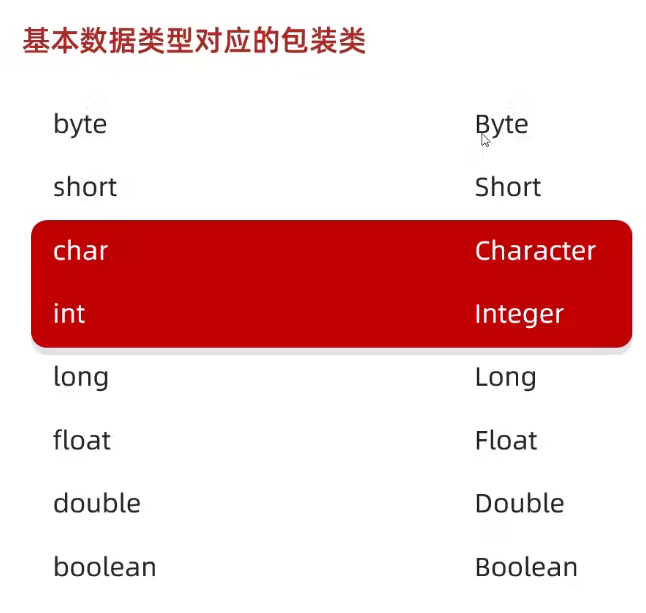 基本数据类型对应的包装类
byte Byte
short Short
char Character
int Integer
long Long
float Float
double Double
boolean Boolean